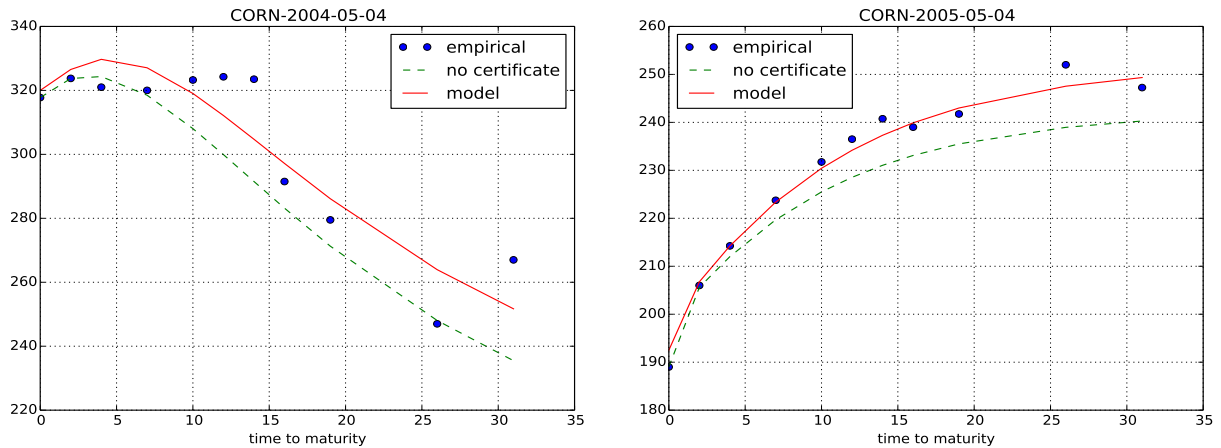 CORN-2004-05-04
340
320
300
280
260
240
220
empirical
no certificate
model
0 5 10 15 20 25 30 35
time to maturity
CORN-2005-05-04
260
250
240
230
220
210
200
190
180
empirical
no certificate
model
0 5 10 15 20 25 30 35
time to maturity